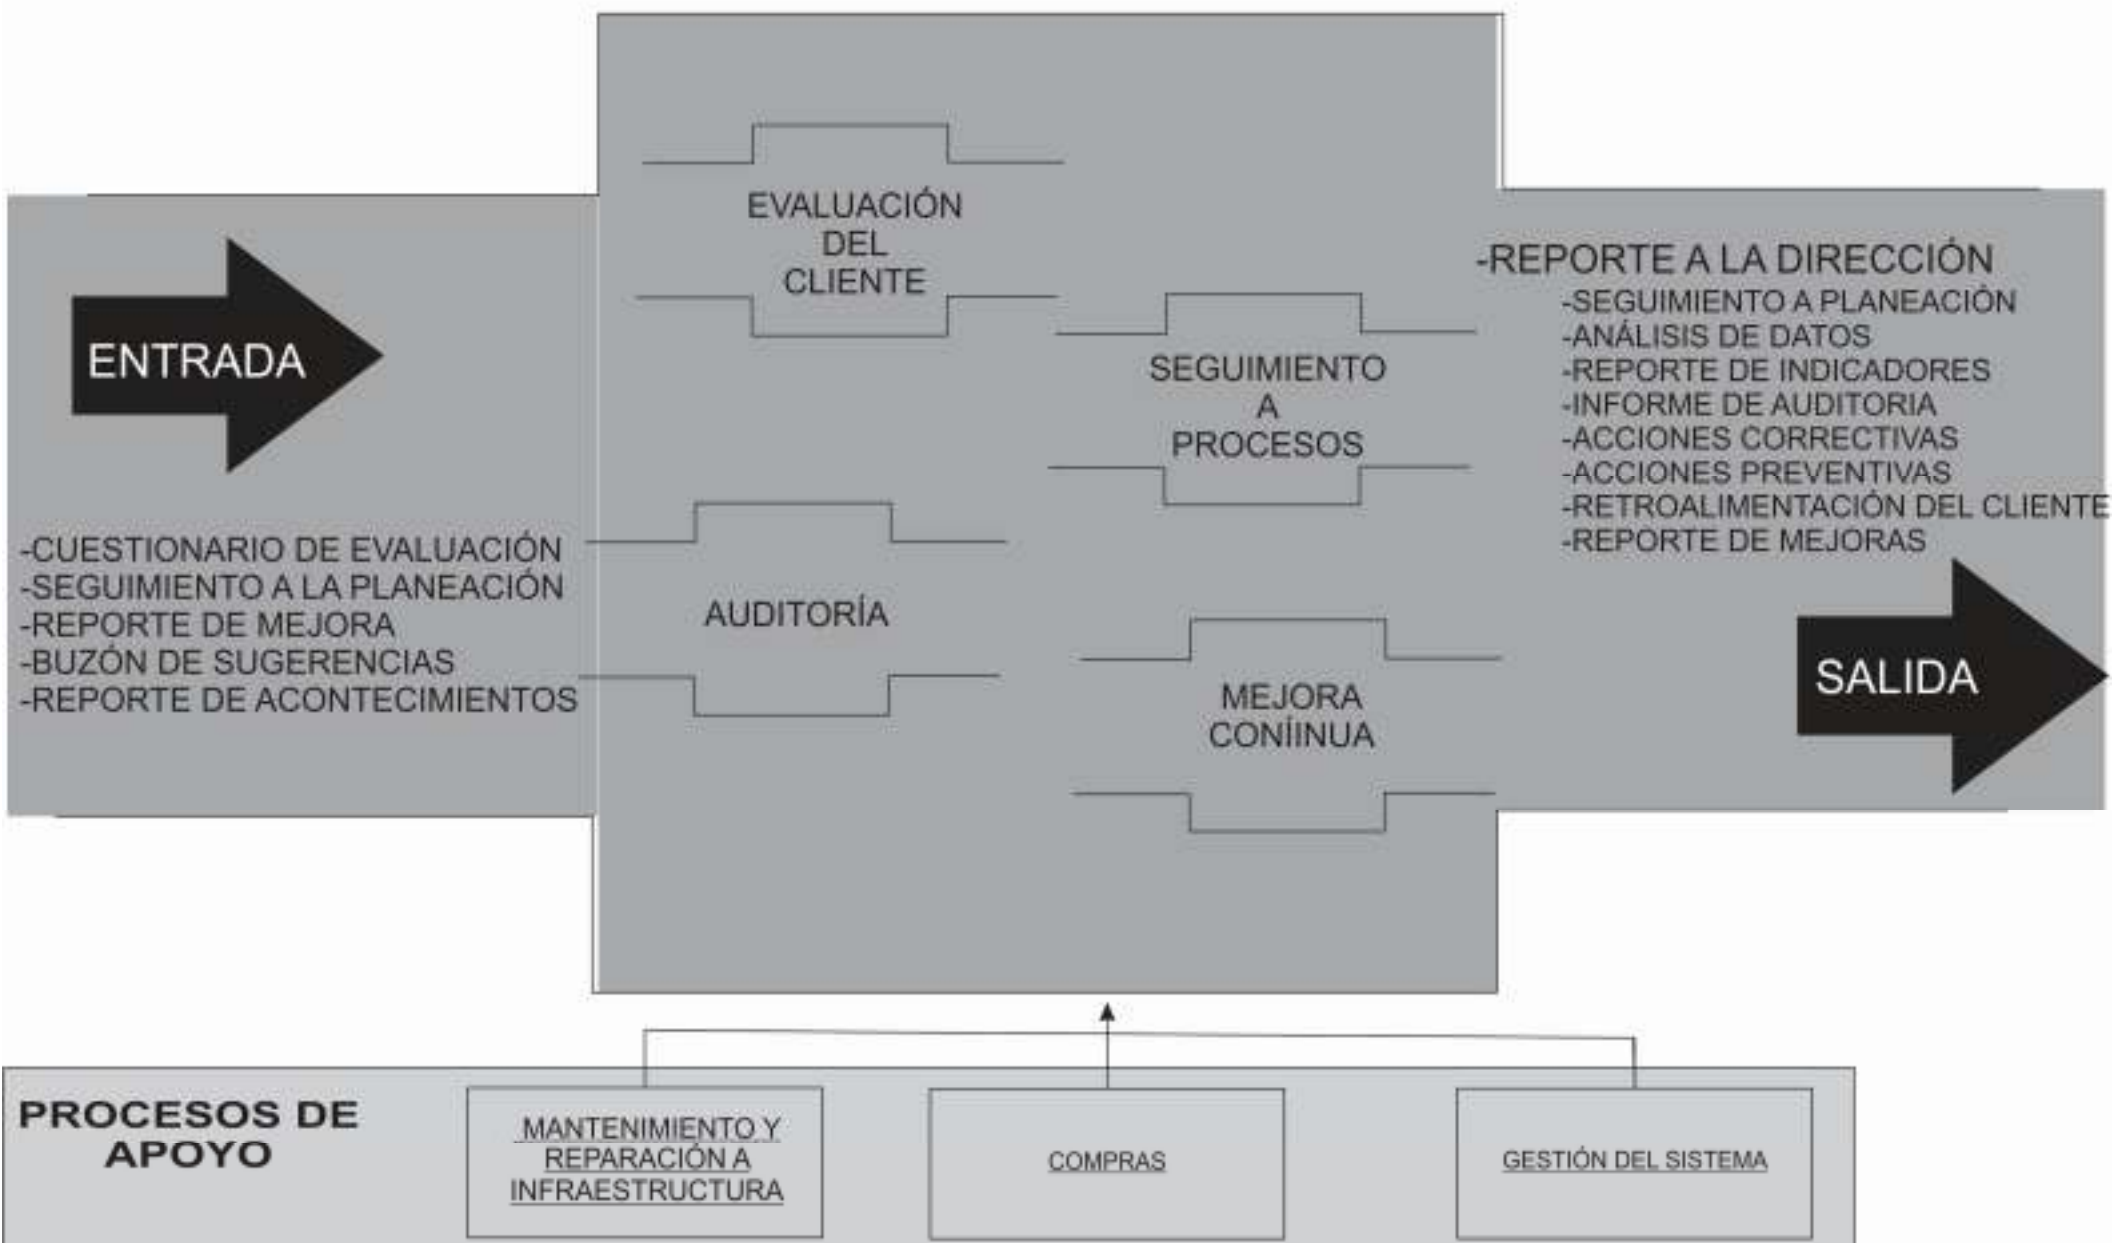 ENTRADA
-CUESTIONARIO DE EVALUACIÓN
-SEGUIMIENTO A LA PLANEACIÓN
-REPORTE DE MEJORA
-BUZÓN DE SUGERENCIAS
-REPORTE DE ACONTECIMIENTOS
EVALUACIÓN
DEL
CLIENTE
SEGUIMIENTO
A
PROCESOS
AUDITORÍA
MEJORA
CONÍINUA
-REPORTE A LA DIRECCIÓN
-SEGUIMIENTO A PLANEACIÓN
-ANÁLISIS DE DATOS
-REPORTE DE INDICADORES
-INFORME DE AUDITORIA
-ACCIONES CORRECTIVAS
-ACCIONES PREVENTIVAS
-RETROALIMENTACIÓN DEL CLIENTE
-REPORTE DE MEJORAS
SALIDA
PROCESOS DE
APOYO
MANTENIMIENTO Y
REPARACIÓN A
INFRAESTRUCTURA
COMPRAS
GESTIÓN DEL SISTEMA